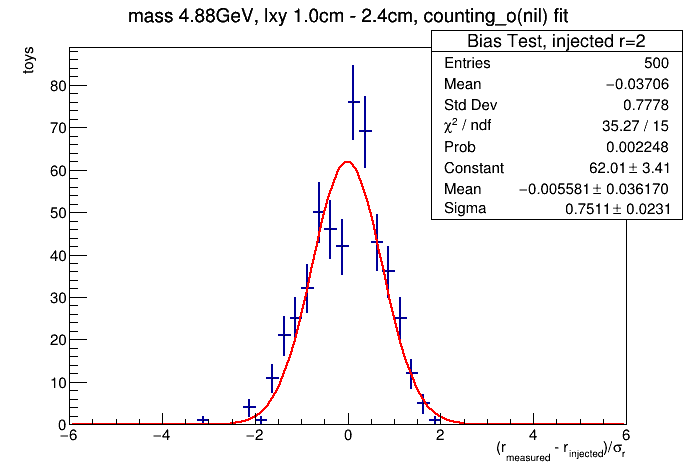 mass 4.88GeV, lxy 1.0cm - 2.4cm, counting_o(nil) fit
toys
Bias Test, injected r=2
Entries 500
Mean −0.03706
Std Dev 0.7778
χ² / ndf 35.27 / 15
Prob 0.002248
Constant 62.01 ± 3.41
Mean −0.005581 ± 0.036170
Sigma 0.7511 ± 0.0231
80
70
60
50
40
30
20
10
0
−6 −4 −2 0 2 4 6
(r_measured - r_injected)/σ_r